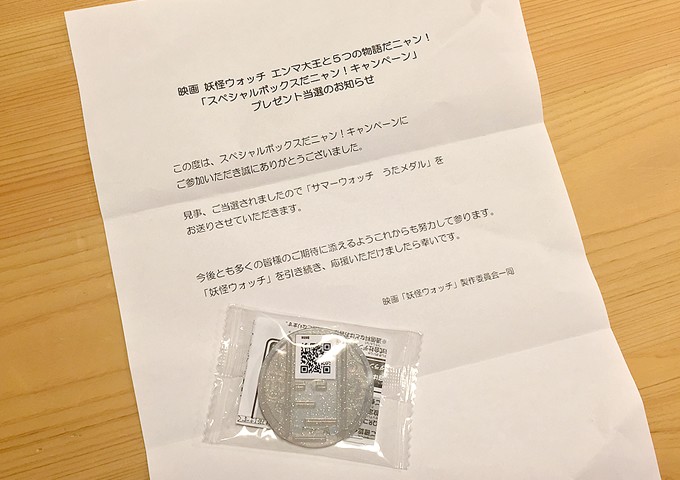 映画 妖怪ウォッチ エンマ大王と5つの物語だニャン！
「スペシャルボックスだニャン！キャンペーン」
プレゼント当選のお知らせ
この度は、スペシャルボックスだニャン！キャンペーンに
ご参加いただき誠にありがとうございました。
見事、ご当選されましたので「サマーウォッチ　うたメダル」を
お送りさせていただきます。
今後とも多くの皆様のご期待に添えるようこれからも努力して参ります。
「妖怪ウォッチ」を引き続き、応援いただけましたら幸いです。
映画「妖怪ウォッチ」製作委員会一同